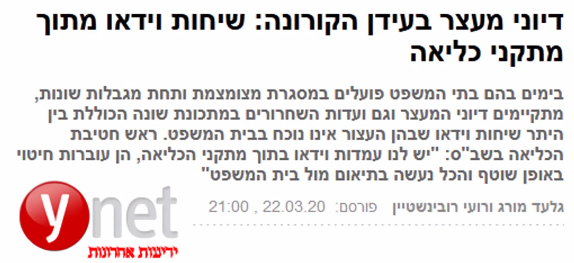 דיוני מעצר בעידן הקורונה: שיחות וידאו מתוך
מתקני כליאה
בימים בהם בתי המשפט פועלים במסגרת מצומצמת ותחת מגבלות שונות,
מתקיימים דיוני המעצר וגם ועדות השחרורים במתכונת שונה הכוללת בין
היתר שיחות וידאו שבהן העצור אינו נוכח בבית המשפט. ראש חטיבת
הכליאה בשב"ס: "יש לנו עמדות וידאו בתוך מתקני הכליאה, הן עוברות חיטוי
באופן שוטף והכל נעשה בתיאום מול בית המשפט"
גלעד מורג ורועי רובינשטיין פורסם: 22.03.20 , 21:00
ynet
ידיעות אחרונות